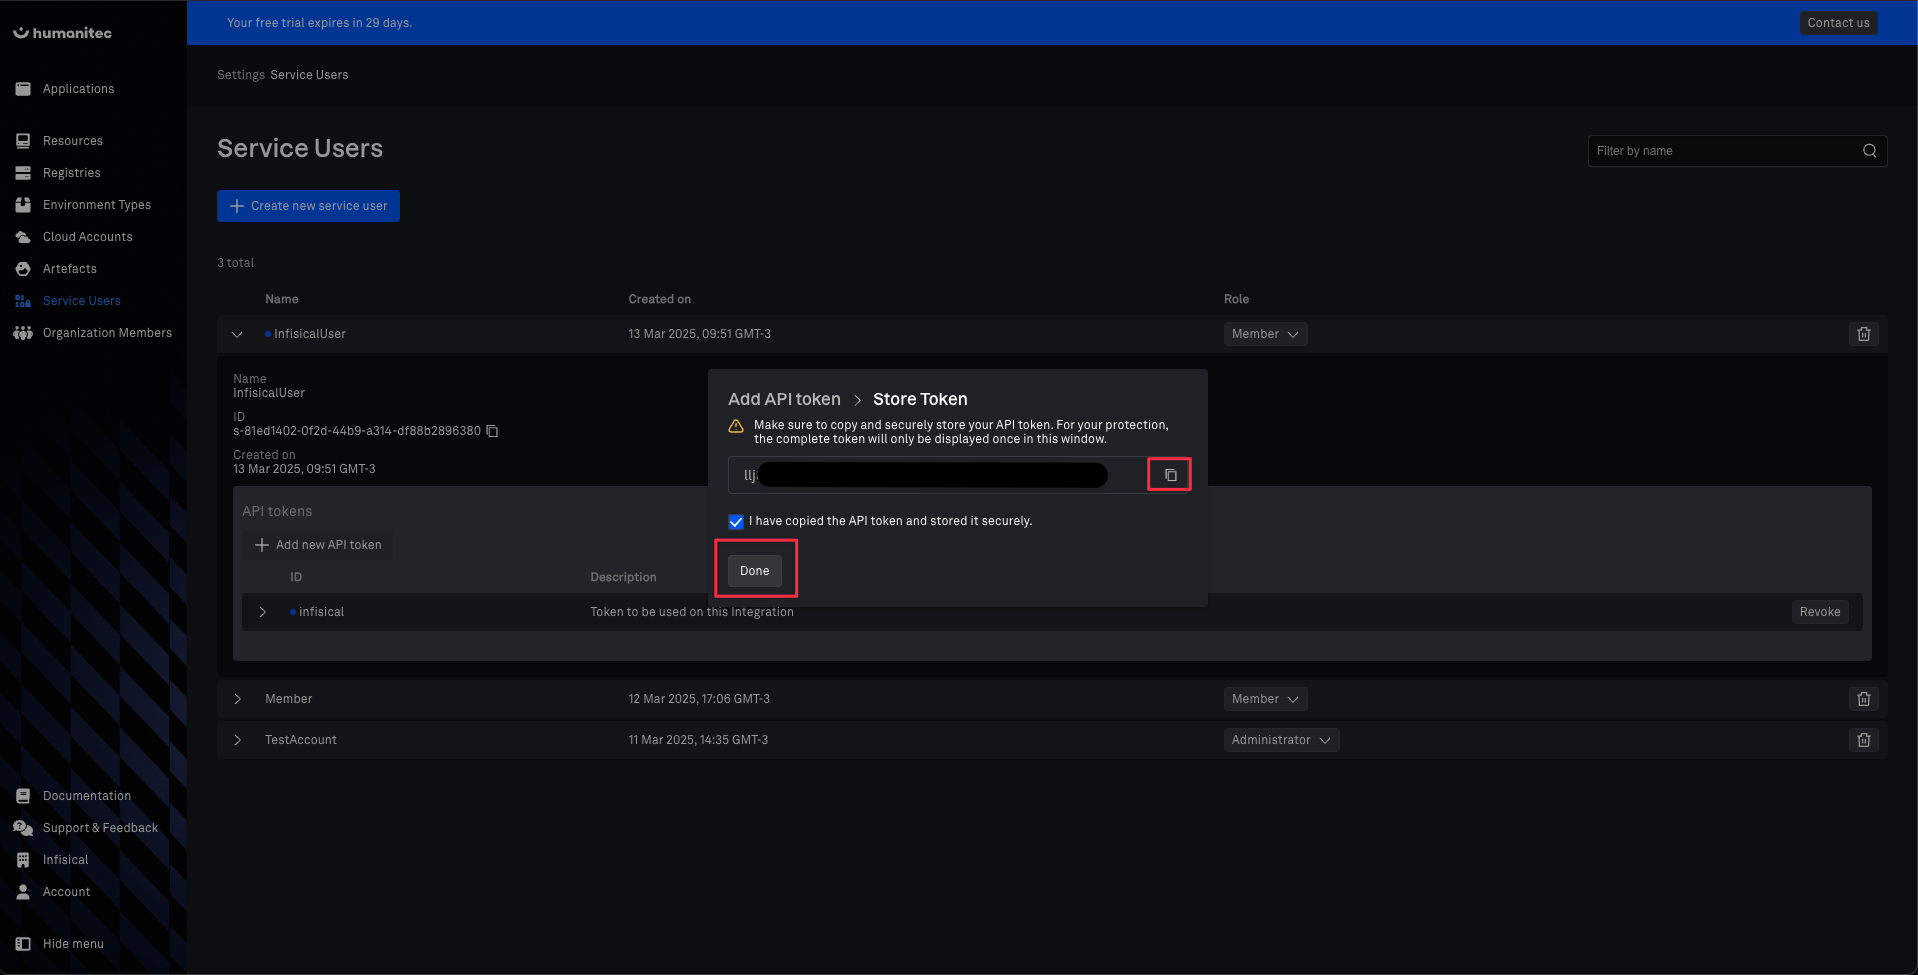 humanitec
Your free trial expires in 29 days.
Contact us
Settings Service Users
Applications
Resources
Registries
Environment Types
Cloud Accounts
Artefacts
Service Users
Organization Members
Service Users
Filter by name
Create new service user
3 total
Name Created on Role
InfisicalUser 13 Mar 2025, 09:51 GMT-3 Member
Name
InfisicalUser
ID
s-81ed1402-0f2d-44b9-a314-df88b2896380
Created on
13 Mar 2025, 09:51 GMT-3
API tokens
Add new API token
ID Description
infisical Token to be used on this Integration Revoke
Add API token > Store Token
Make sure to copy and securely store your API token. For your protection,
the complete token will only be displayed once in this window.
llj
I have copied the API token and stored it securely.
Done
Member 12 Mar 2025, 17:06 GMT-3 Member
TestAccount 11 Mar 2025, 14:35 GMT-3 Administrator
Documentation
Support & Feedback
Infisical
Account
Hide menu